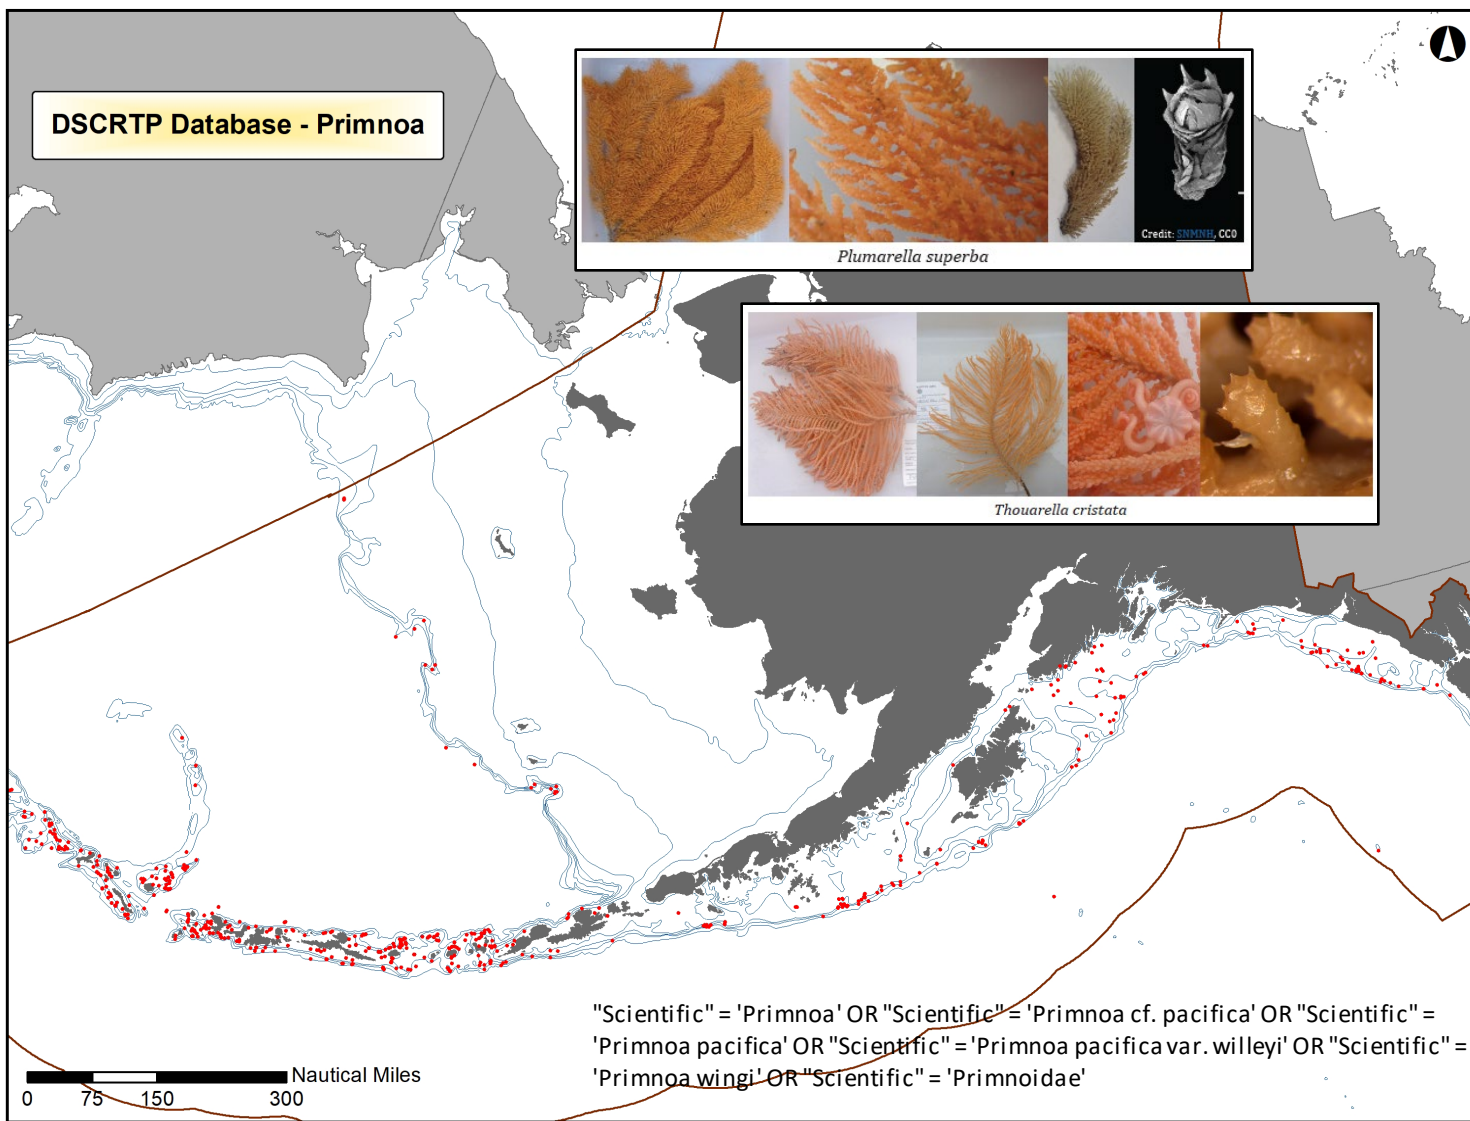 DSCRTP Database - Primnoa
Credit: SNMNH, CC0
Plumarella superba
Thouarella cristata
"Scientific" = 'Primnoa' OR "Scientific" = 'Primnoa cf. pacifica' OR "Scientific" =
'Primnoa pacifica' OR "Scientific" = 'Primnoa pacifica var. willeyi' OR "Scientific" =
'Primnoa wingi' OR "Scientific" = 'Primnoidae'
Nautical Miles
0 75 150 300